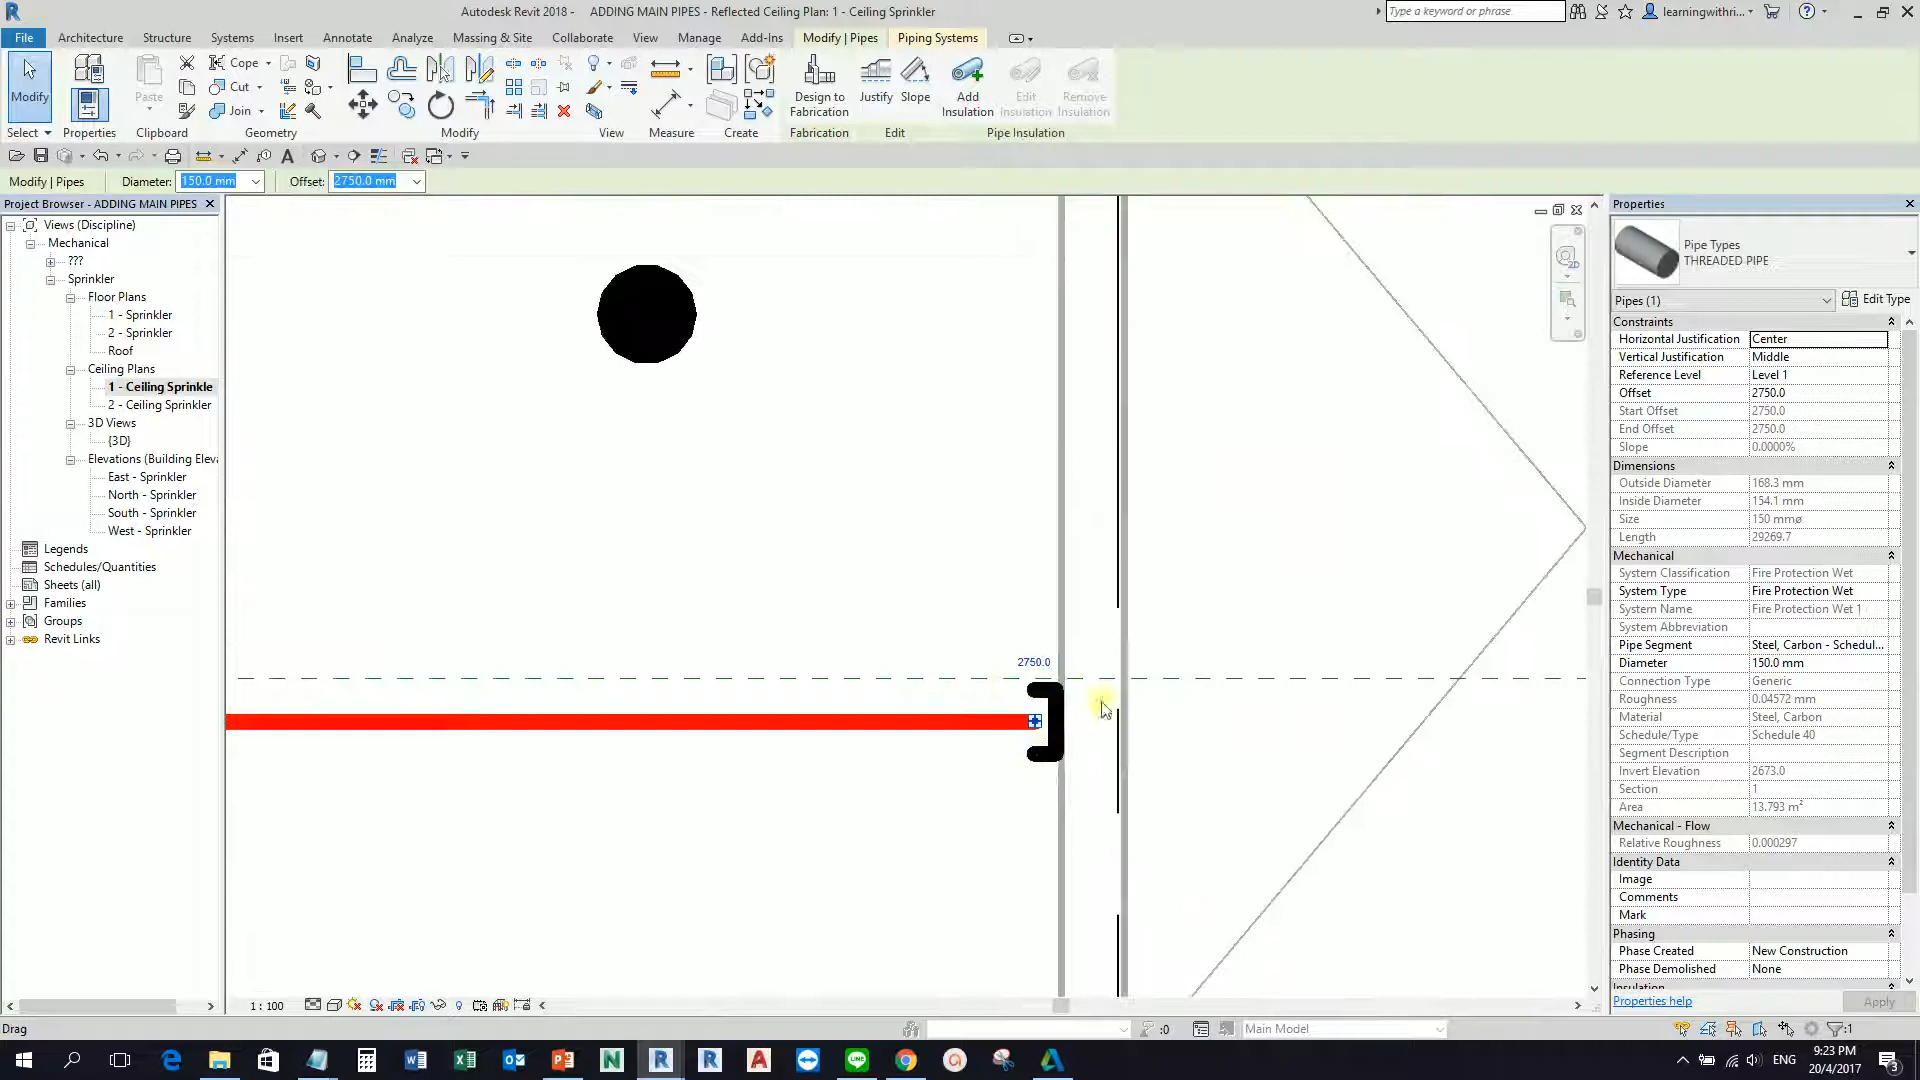 Autodesk Revit 2018 -    ADDING MAIN PIPES - Reflected Ceiling Plan: 1 - Ceiling Sprinkler
Type a keyword or phrase
learningwithri...
File Architecture Structure Systems Insert Annotate Analyze Massing & Site Collaborate View Manage Add-Ins Modify | Pipes Piping Systems
Modify
Paste
Cope
Cut
Join
Design to Fabrication
Justify
Slope
Add Insulation
Edit Insulation
Remove Insulation
Select Properties Clipboard Geometry Modify View Measure Create Fabrication Edit Pipe Insulation
Modify | Pipes Diameter: 150.0 mm Offset: 2750.0 mm
Project Browser - ADDING MAIN PIPES
Views (Discipline)
Mechanical
???
Sprinkler
Floor Plans
1 - Sprinkler
2 - Sprinkler
Roof
Ceiling Plans
1 - Ceiling Sprinkle
2 - Ceiling Sprinkler
3D Views
{3D}
Elevations (Building Eleva
East - Sprinkler
North - Sprinkler
South - Sprinkler
West - Sprinkler
Legends
Schedules/Quantities
Sheets (all)
Families
Groups
Revit Links
2750.0
2D
Properties
Pipe Types
THREADED PIPE
Pipes (1) Edit Type
Constraints
Horizontal Justification Center
Vertical Justification Middle
Reference Level Level 1
Offset 2750.0
Start Offset 2750.0
End Offset 2750.0
Slope 0.0000%
Dimensions
Outside Diameter 168.3 mm
Inside Diameter 154.1 mm
Size 150 mmø
Length 29269.7
Mechanical
System Classification Fire Protection Wet
System Type Fire Protection Wet
System Name Fire Protection Wet 1
System Abbreviation
Pipe Segment Steel, Carbon - Schedul...
Diameter 150.0 mm
Connection Type Generic
Roughness 0.04572 mm
Material Steel, Carbon
Schedule/Type Schedule 40
Segment Description
Invert Elevation 2673.0
Section 1
Area 13.793 m²
Mechanical - Flow
Relative Roughness 0.000297
Identity Data
Image
Comments
Mark
Phasing
Phase Created New Construction
Phase Demolished None
Insulation
Properties help Apply
1 : 100
Drag
:0
Main Model
:1
ENG
9:23 PM
20/4/2017
3